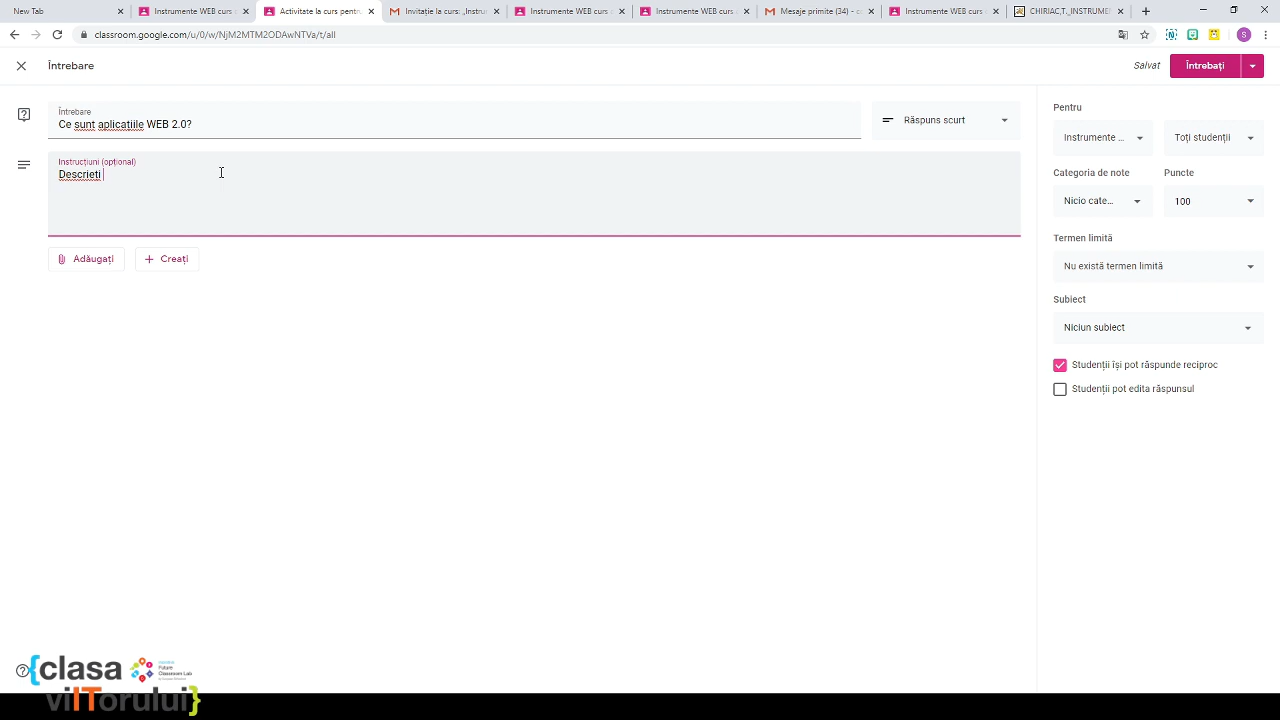 New Tab
Instrumente WEB curs
Activitate la curs pentru
Invitație la curs: „Instrum
Instrumente WEB curs
Instrumente WEB curs
Mesaje primite (34) - c
Instrumente WEB curs
CHIRIAC,T._INSTRUMEN
classroom.google.com/u/0/w/NjM2MTM2ODAwNTVa/t/all
S
Întrebare
Salvat
Întrebați
Întrebare
Ce sunt aplicatiile WEB 2.0?
Răspuns scurt
Instrucțiuni (opțional)
Descrieti
Adăugați
Creați
Pentru
Instrumente ...
Toți studenții
Categoria de note
Puncte
Nicio cate...
100
Termen limită
Nu există termen limită
Subiect
Niciun subiect
Studenții își pot răspunde reciproc
Studenții pot edita răspunsul
{clasa
viITorului}
Future
Classroom Lab